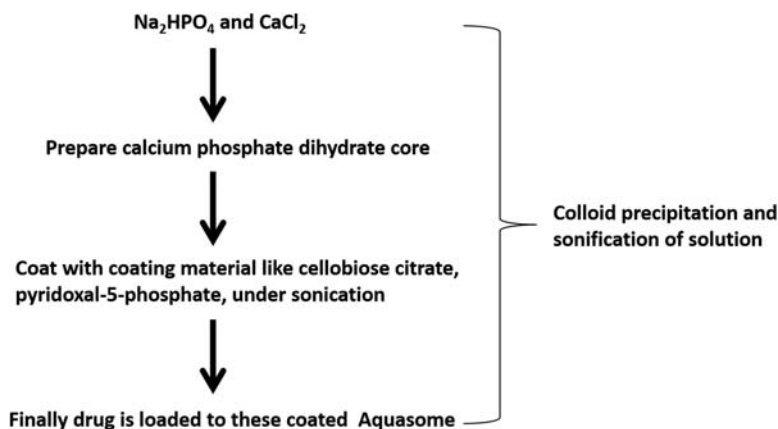 Na₂HPO₄ and CaCl₂
Prepare calcium phosphate dihydrate core
Coat with coating material like cellobiose citrate,
pyridoxal-5-phosphate, under sonication
Finally drug is loaded to these coated Aquasome
Colloid precipitation and
sonification of solution